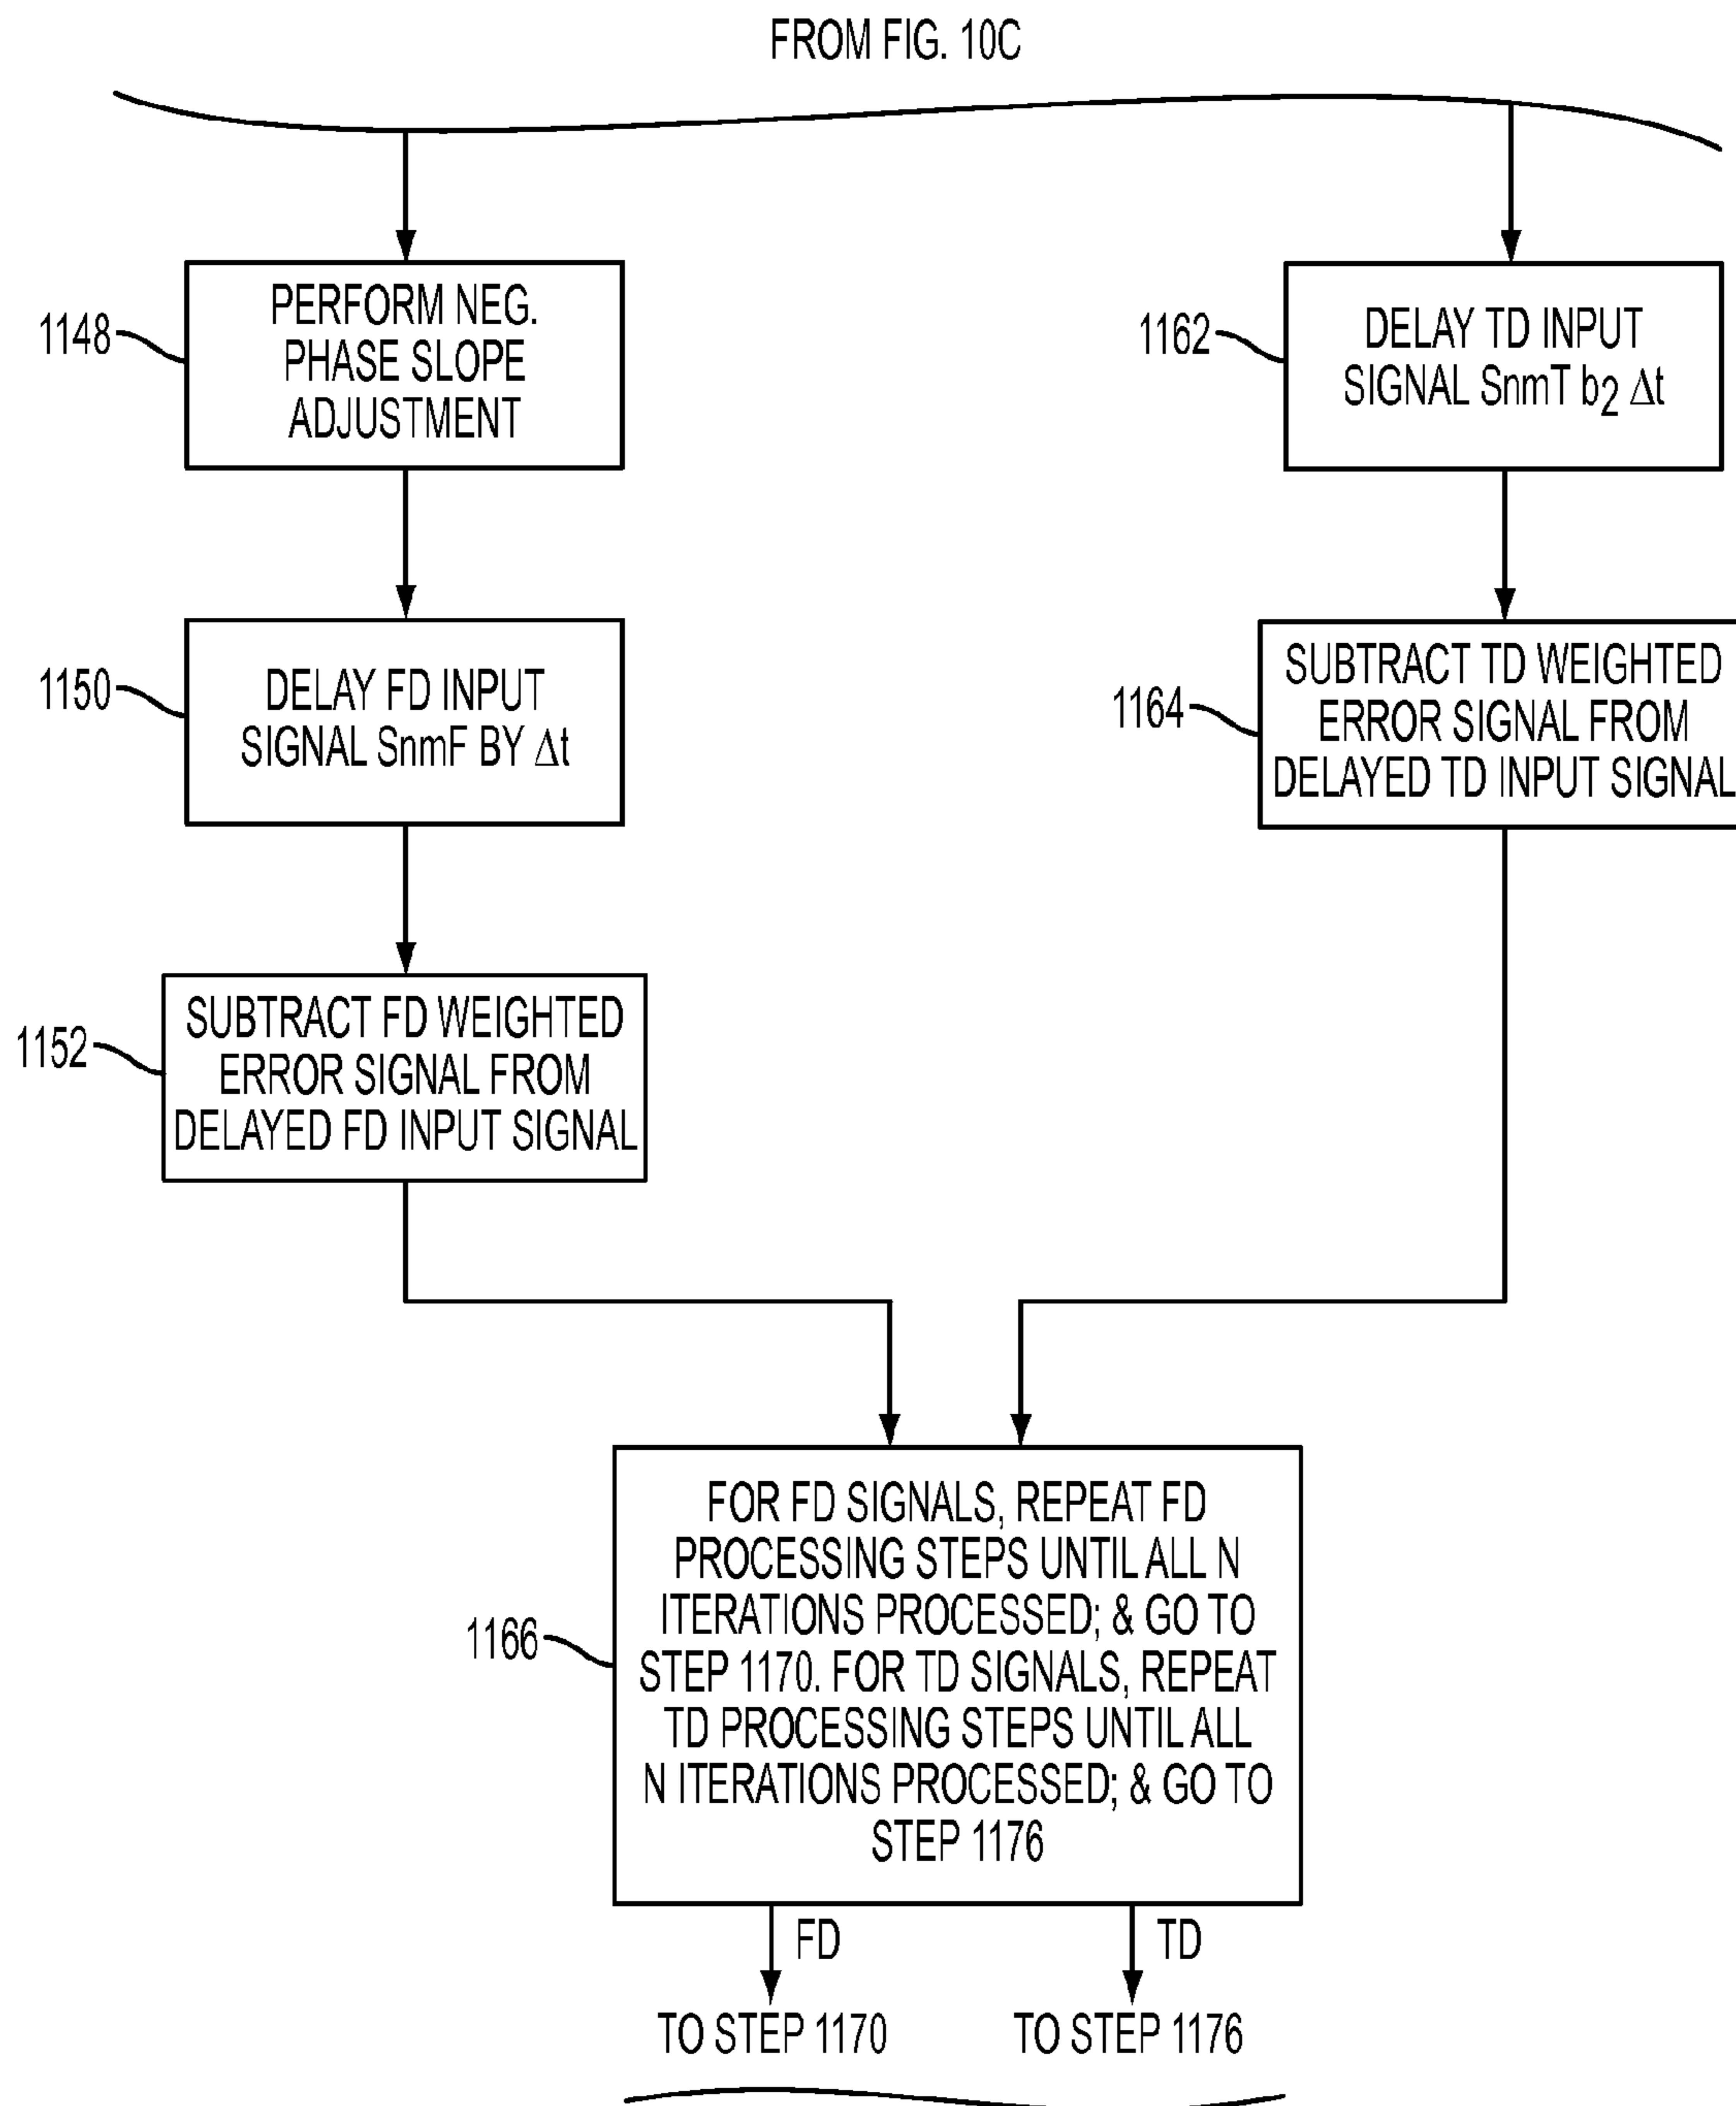 FROM FIG. 10C
1148
PERFORM NEG.
PHASE SLOPE
ADJUSTMENT
1162
DELAY TD INPUT
SIGNAL SnmT b₂ Δt
1150
DELAY FD INPUT
SIGNAL SnmF BY Δt
1164
SUBTRACT TD WEIGHTED
ERROR SIGNAL FROM
DELAYED TD INPUT SIGNAL
1152
SUBTRACT FD WEIGHTED
ERROR SIGNAL FROM
DELAYED FD INPUT SIGNAL
1166
FOR FD SIGNALS, REPEAT FD
PROCESSING STEPS UNTIL ALL N
ITERATIONS PROCESSED; & GO TO
STEP 1170. FOR TD SIGNALS, REPEAT
TD PROCESSING STEPS UNTIL ALL
N ITERATIONS PROCESSED; & GO TO
STEP 1176
FD
TD
TO STEP 1170
TO STEP 1176